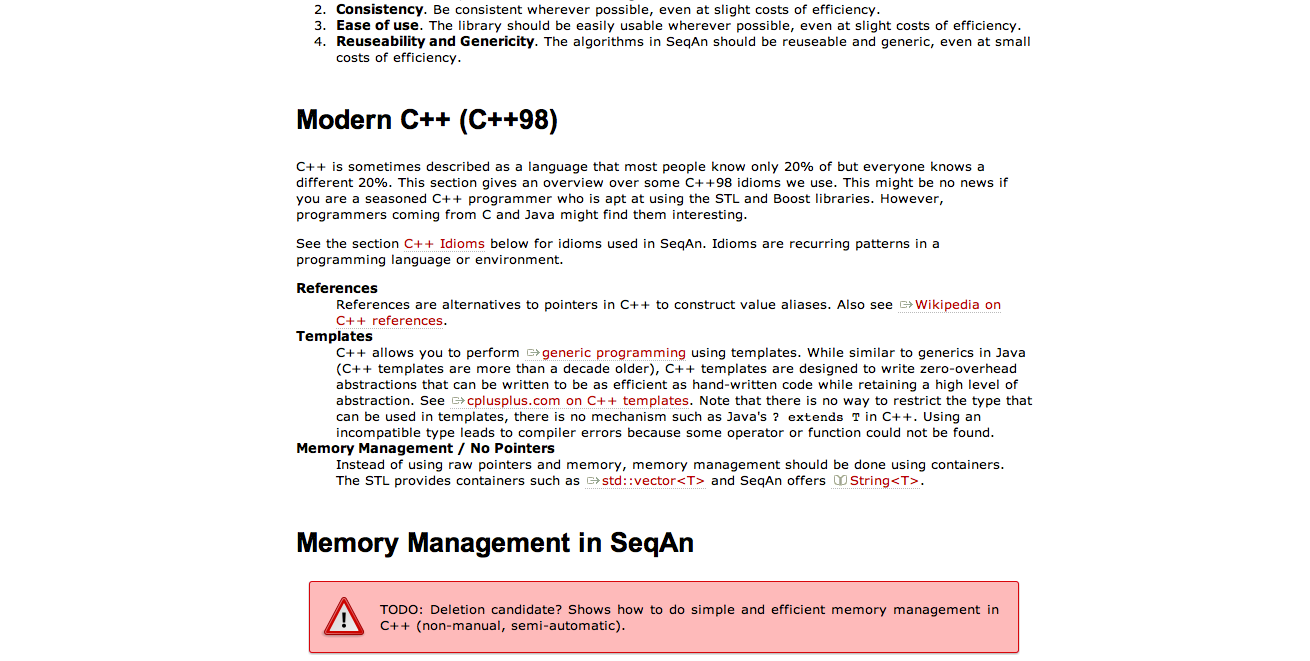 2. Consistency. Be consistent wherever possible, even at slight costs of efficiency.
3. Ease of use. The library should be easily usable wherever possible, even at slight costs of efficiency.
4. Reuseability and Genericity. The algorithms in SeqAn should be reuseable and generic, even at small
costs of efficiency.
Modern C++ (C++98)
C++ is sometimes described as a language that most people know only 20% of but everyone knows a
different 20%. This section gives an overview over some C++98 idioms we use. This might be no news if
you are a seasoned C++ programmer who is apt at using the STL and Boost libraries. However,
programmers coming from C and Java might find them interesting.
See the section C++ Idioms below for idioms used in SeqAn. Idioms are recurring patterns in a
programming language or environment.
References
References are alternatives to pointers in C++ to construct value aliases. Also see Wikipedia on
C++ references.
Templates
C++ allows you to perform generic programming using templates. While similar to generics in Java
(C++ templates are more than a decade older), C++ templates are designed to write zero-overhead
abstractions that can be written to be as efficient as hand-written code while retaining a high level of
abstraction. See cplusplus.com on C++ templates. Note that there is no way to restrict the type that
can be used in templates, there is no mechanism such as Java's ? extends T in C++. Using an
incompatible type leads to compiler errors because some operator or function could not be found.
Memory Management / No Pointers
Instead of using raw pointers and memory, memory management should be done using containers.
The STL provides containers such as std::vector<T> and SeqAn offers String<T>.
Memory Management in SeqAn
TODO: Deletion candidate? Shows how to do simple and efficient memory management in
C++ (non-manual, semi-automatic).